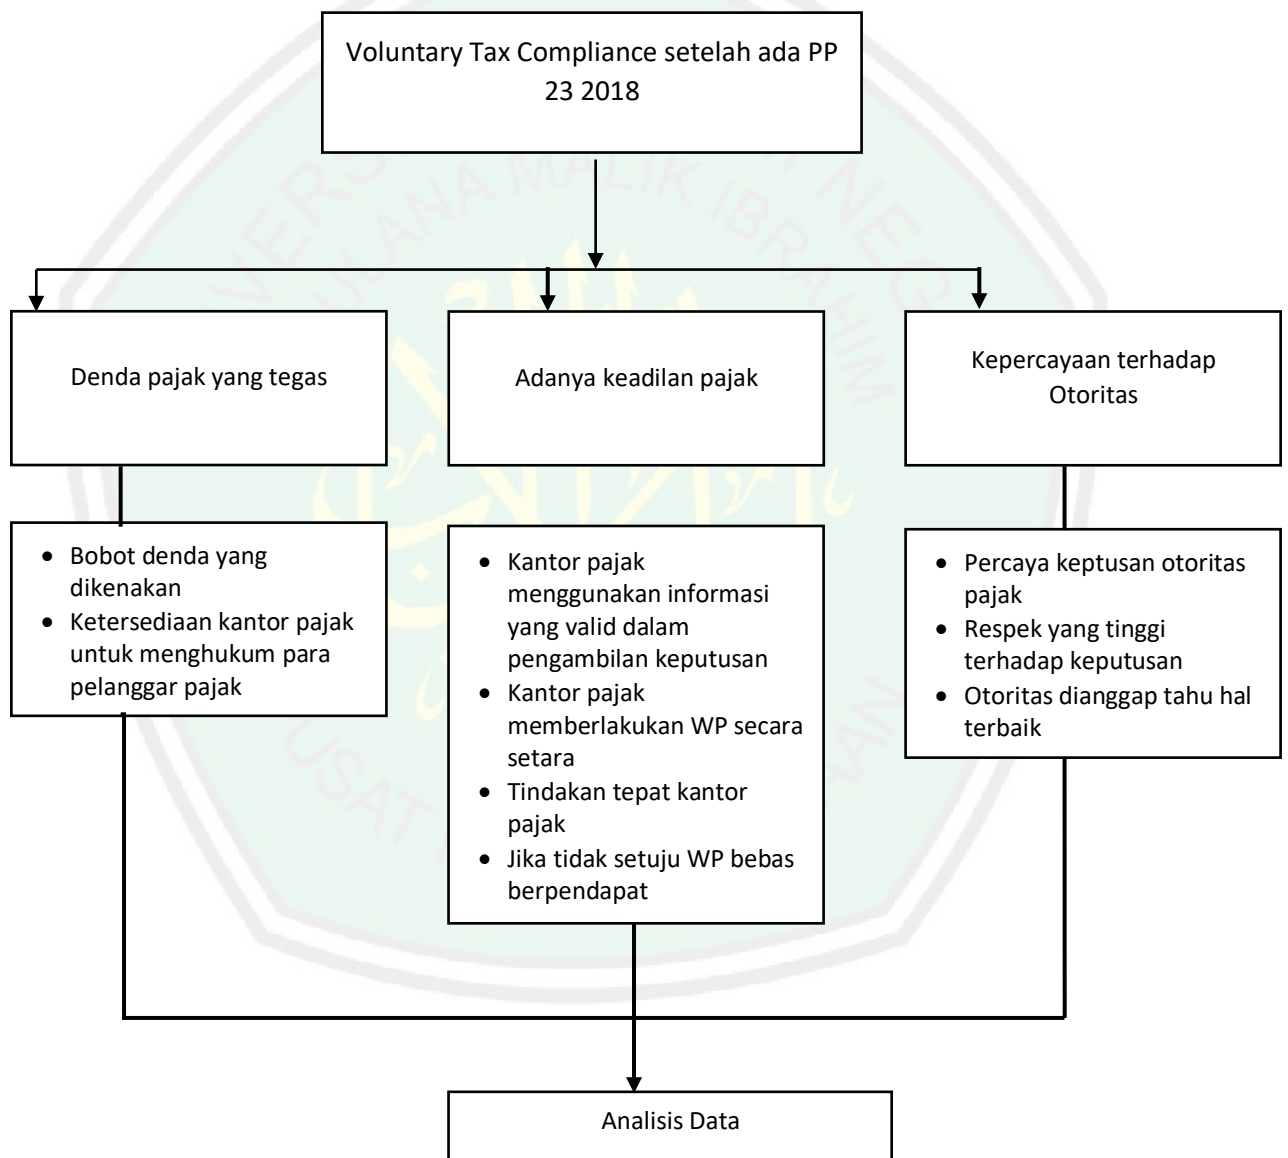 Voluntary Tax Compliance setelah ada PP
23 2018
Denda pajak yang tegas
Adanya keadilan pajak
Kepercayaan terhadap
Otoritas
• Bobot denda yang
dikenakan
• Ketersediaan kantor pajak
untuk menghukum para
pelanggar pajak
• Kantor pajak
menggunakan informasi
yang valid dalam
pengambilan keputusan
• Kantor pajak
memberlakukan WP secara
setara
• Tindakan tepat kantor
pajak
• Jika tidak setuju WP bebas
berpendapat
• Percaya keptusan otoritas
pajak
• Respek yang tinggi
terhadap keputusan
• Otoritas dianggap tahu hal
terbaik
Analisis Data
MALIK IBRAHIM